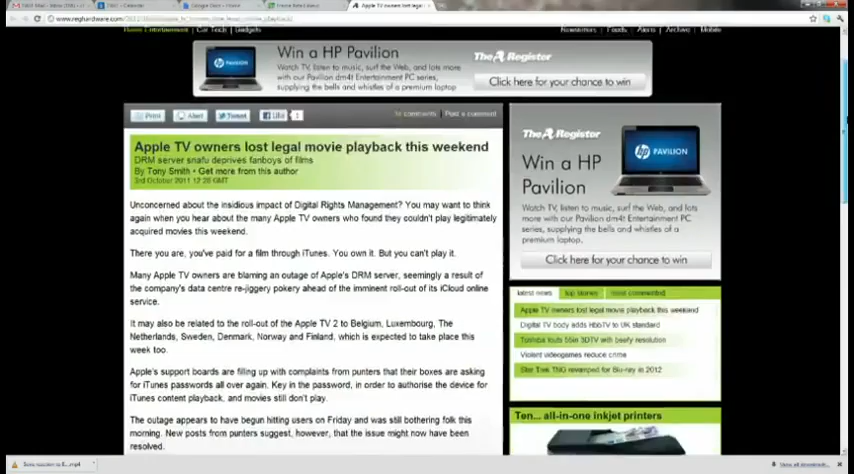 Apple TV owners lost legal
www.reghardware.com
Home Entertainment Car Tech Gadgets
Newsletters Feeds Alerts Archive Mobile
Win a HP Pavilion
Watch TV, listen to music, surf the Web, and lots
more with our Pavilion dm4t Entertainment PC series,
supplying the bells and whistles of a premium laptop
The Register
Click here for your chance to win
Print Alert Tweet Like 1
comments Post a comment
Apple TV owners lost legal movie playback this weekend
DRM server snafu deprives fanboys of films
By Tony Smith • Get more from this author
3rd October 2011 12:28 GMT
Unconcerned about the insidious impact of Digital Rights Management? You may want to think
again when you hear about the many Apple TV owners who found they couldn't play legitimately
acquired movies this weekend.
There you are, you've paid for a film through iTunes. You own it. But you can't play it.
Many Apple TV owners are blaming an outage of Apple's DRM server, seemingly a result of
the company's data centre re-jiggery pokery ahead of the imminent roll-out of its iCloud online
service.
It may also be related to the roll-out of the Apple TV 2 to Belgium, Luxembourg, The
Netherlands, Sweden, Denmark, Norway and Finland, which is expected to take place this
week too.
Apple's support boards are filling up with complaints from punters that their boxes are asking
for iTunes passwords all over again. Key in the password, in order to authorise the device for
iTunes content playback, and movies still don't play.
The outage appears to have begun hitting users on Friday and was still bothering folk this
morning. New posts from punters suggest, however, that the issue might now have been
resolved.
The Register
Win a HP
Pavilion
PAVILION
Watch TV, listen to music, surf the Web, and lots
more with our Pavilion dm4t Entertainment PC
series, supplying the bells and whistles of a
premium laptop.
Click here for your chance to win
latest news top stories most commented
Apple TV owners lost legal movie playback this weekend
Digital TV body adds HbbTV to UK standard
Toshiba touts 55in 3DTV with beefy resolution
Violent videogames reduce crime
Star Trek TNG revamped for Blu-ray in 2012
Ten... all-in-one inkjet printers
Show all downloads...